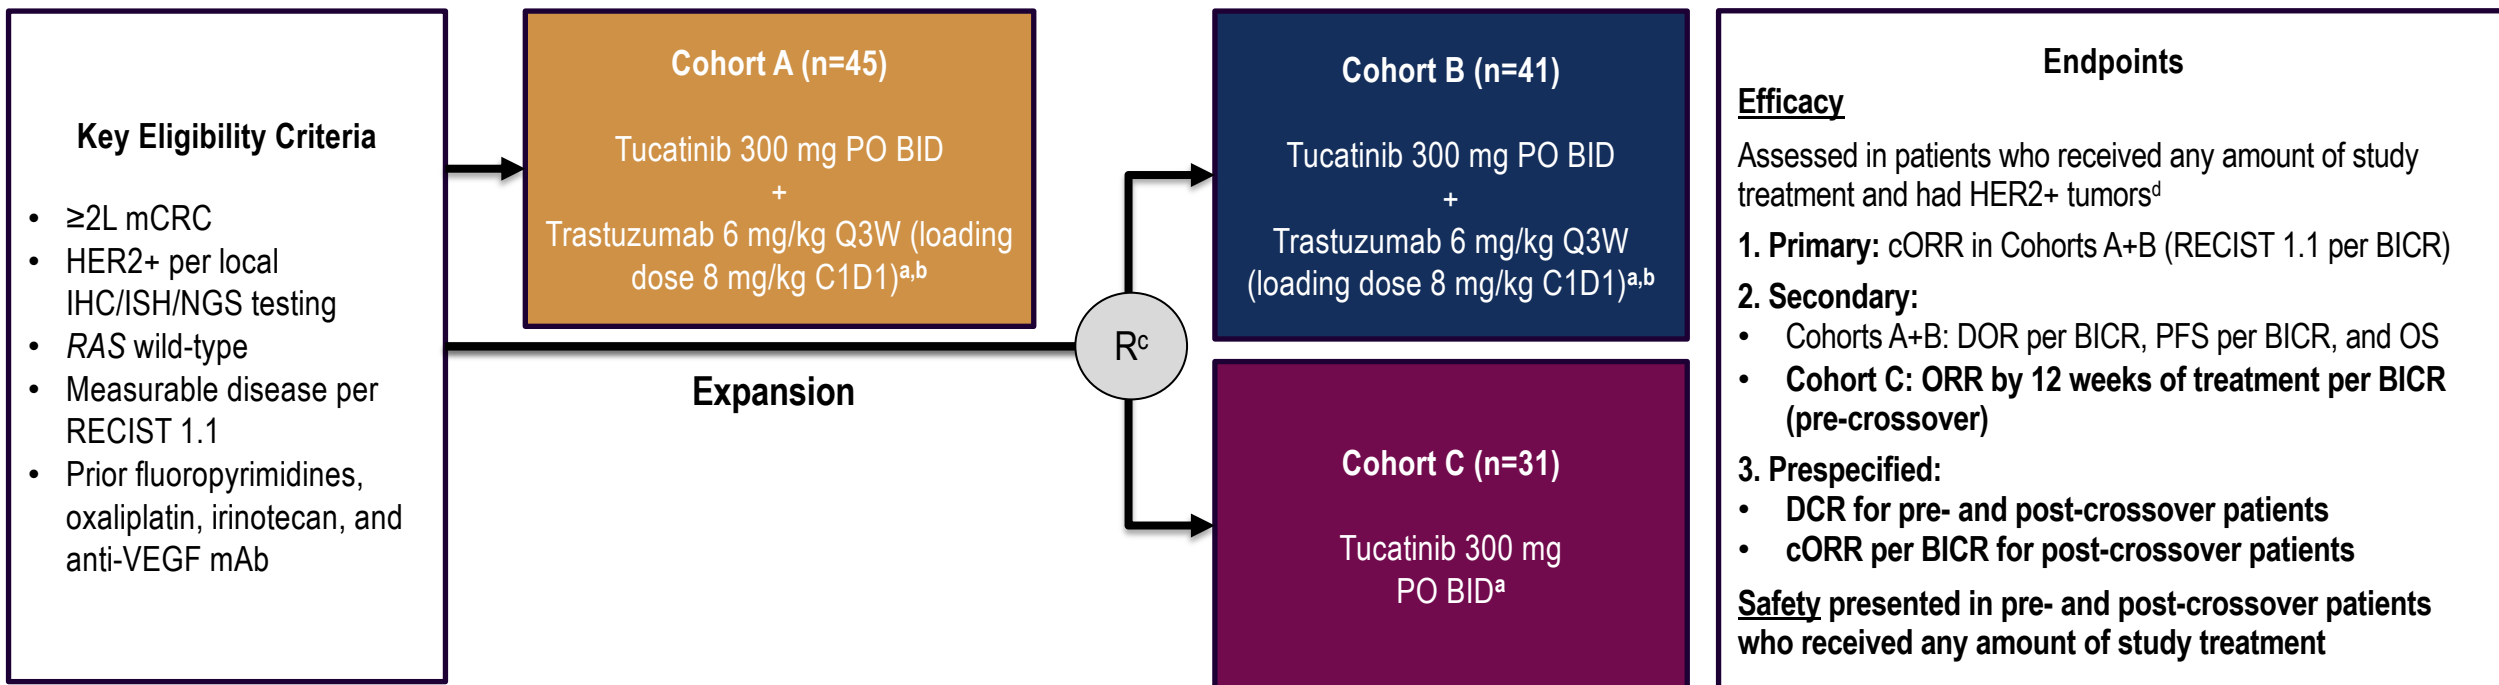 Key Eligibility Criteria
• ≥2L mCRC
• HER2+ per local
IHC/ISH/NGS testing
• RAS wild-type
• Measurable disease per
RECIST 1.1
• Prior fluoropyrimidines,
oxaliplatin, irinotecan, and
anti-VEGF mAb
Cohort A (n=45)
Tucatinib 300 mg PO BID
+
Trastuzumab 6 mg/kg Q3W (loading
dose 8 mg/kg C1D1)a,b
Expansion
Rc
Cohort B (n=41)
Tucatinib 300 mg PO BID
+
Trastuzumab 6 mg/kg Q3W
(loading dose 8 mg/kg C1D1)a,b
Cohort C (n=31)
Tucatinib 300 mg
PO BIDa
Endpoints
Efficacy
Assessed in patients who received any amount of study
treatment and had HER2+ tumorsd
1. Primary: cORR in Cohorts A+B (RECIST 1.1 per BICR)
2. Secondary:
• Cohorts A+B: DOR per BICR, PFS per BICR, and OS
• Cohort C: ORR by 12 weeks of treatment per BICR
(pre-crossover)
3. Prespecified:
• DCR for pre- and post-crossover patients
• cORR per BICR for post-crossover patients
Safety presented in pre- and post-crossover patients
who received any amount of study treatment